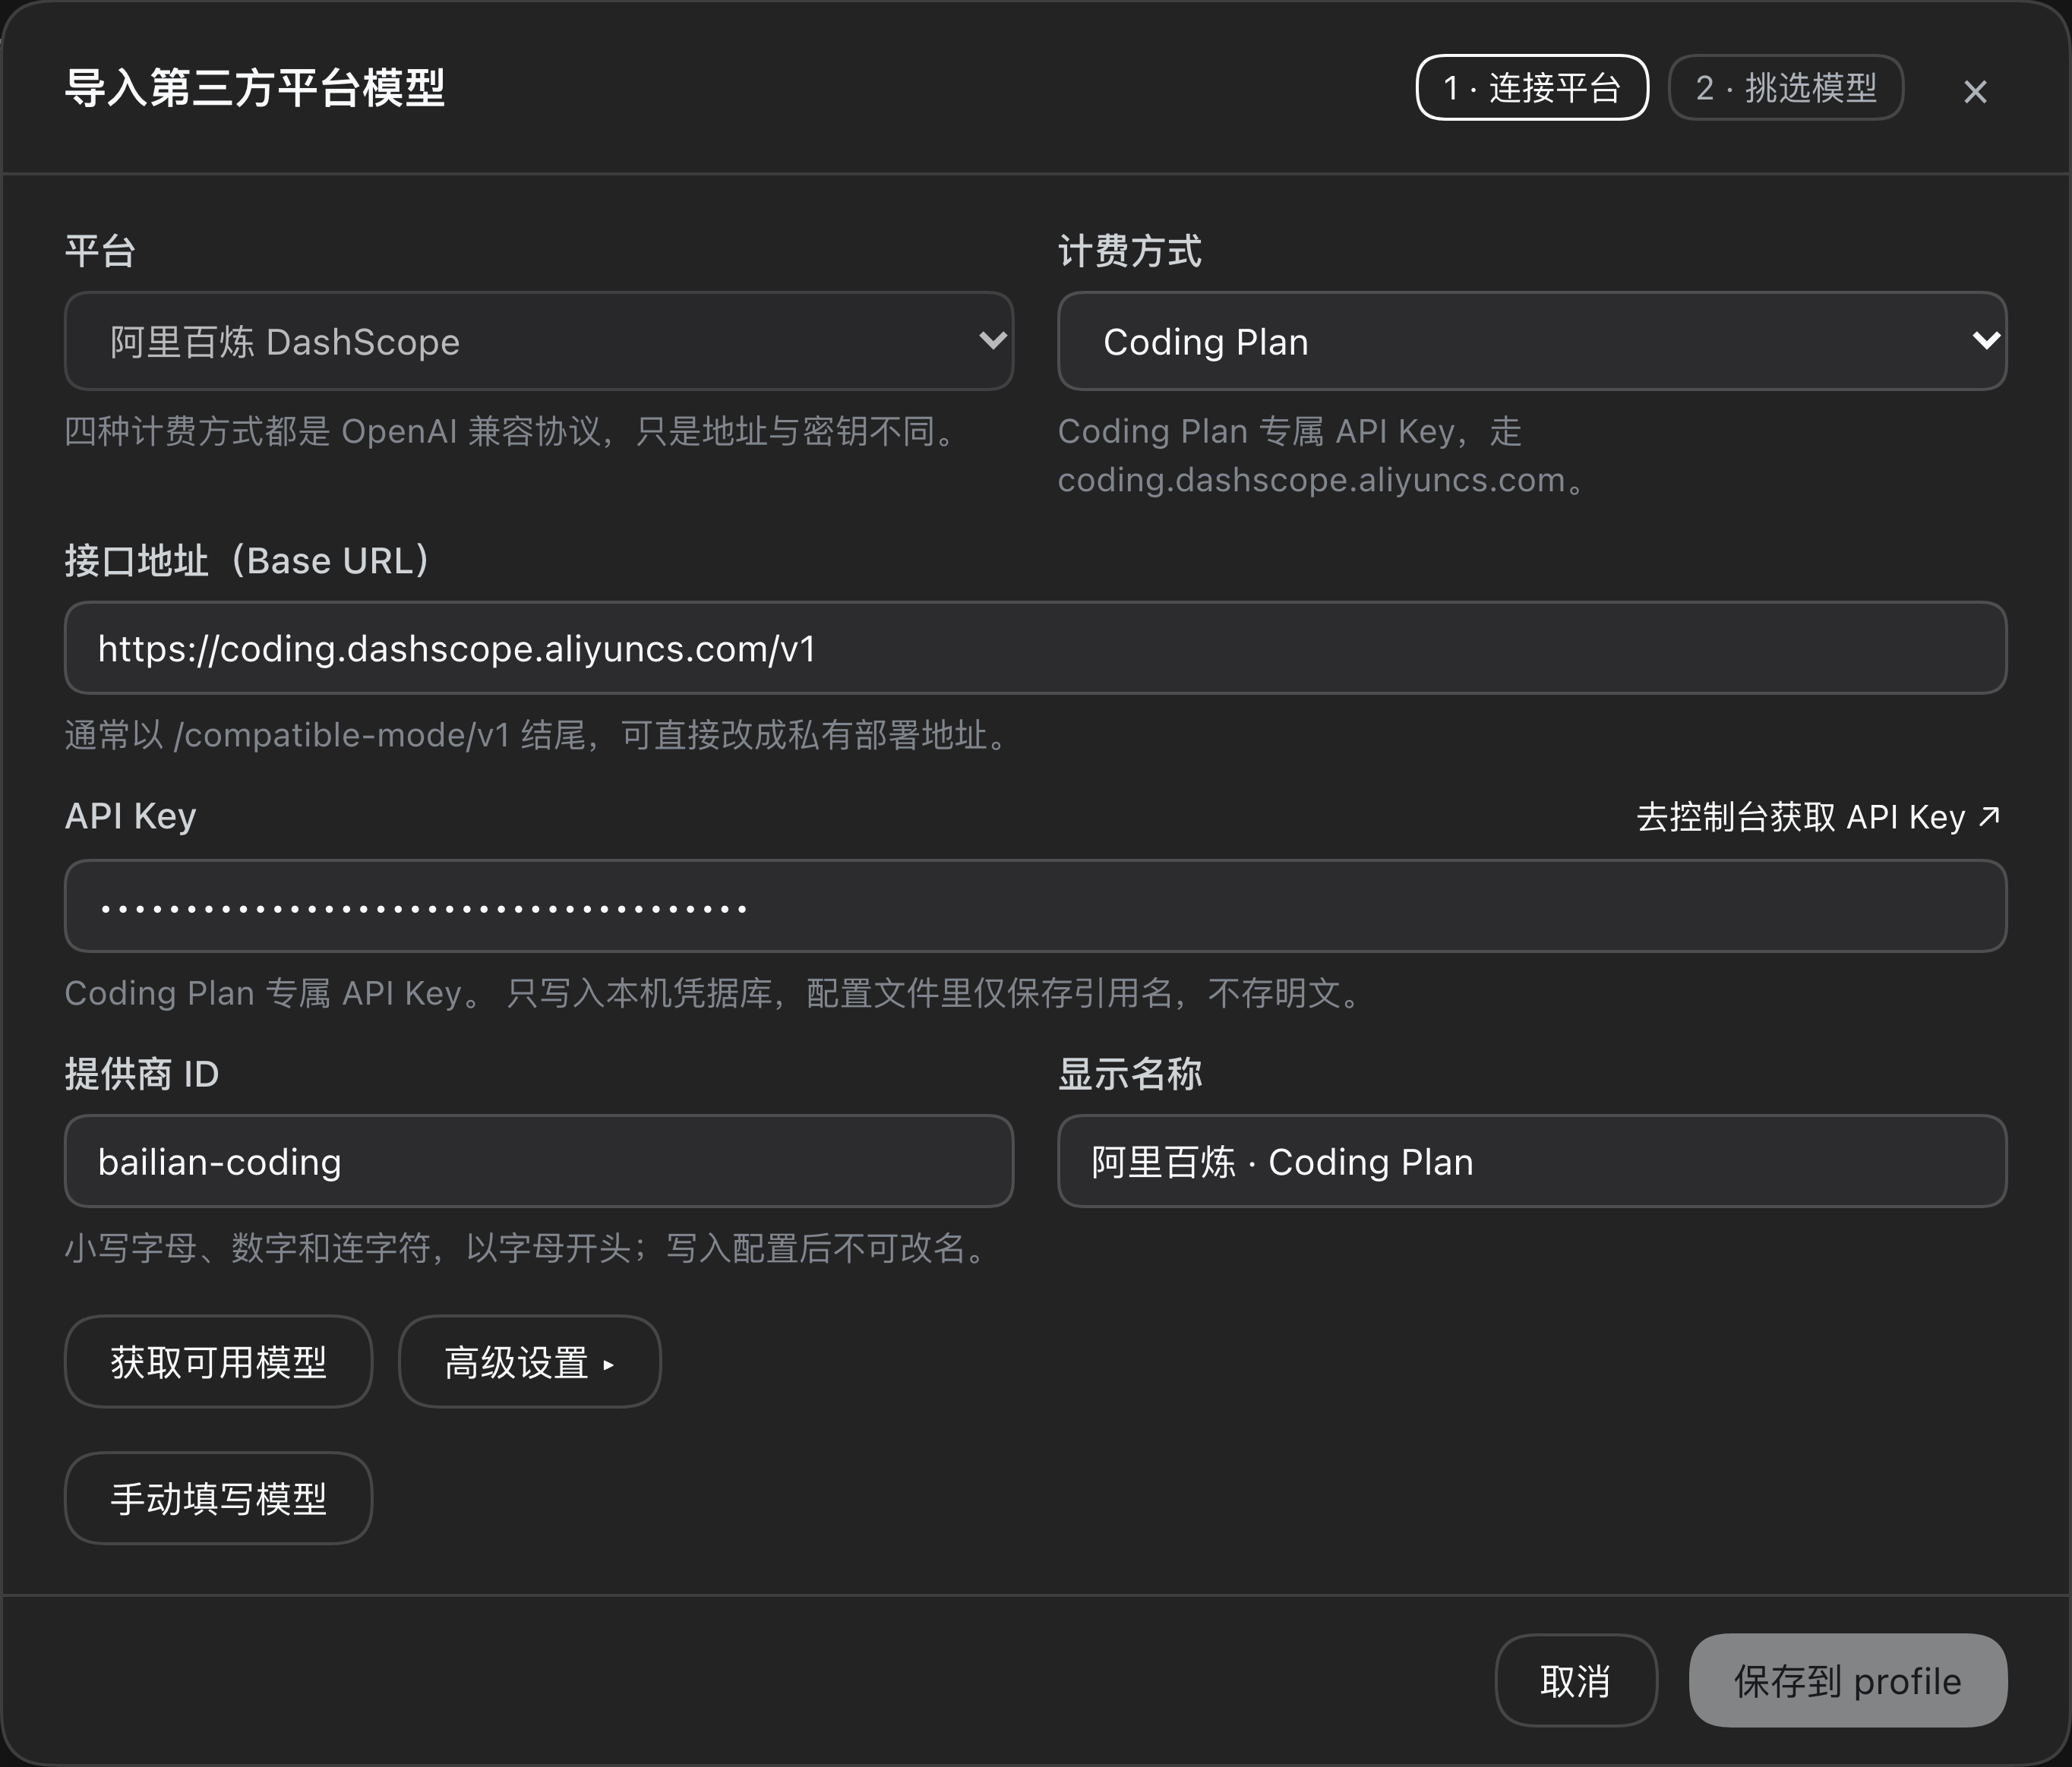 导入第三方平台模型
1 · 连接平台
2 · 挑选模型
×
平台
计费方式
阿里百炼 DashScope
Coding Plan
四种计费方式都是 OpenAI 兼容协议，只是地址与密钥不同。
Coding Plan 专属 API Key，走
coding.dashscope.aliyuncs.com。
接口地址（Base URL）
https://coding.dashscope.aliyuncs.com/v1
通常以 /compatible-mode/v1 结尾，可直接改成私有部署地址。
API Key
去控制台获取 API Key ↗
••••••••••••••••••••••••••••••••••••••
Coding Plan 专属 API Key。 只写入本机凭据库，配置文件里仅保存引用名，不存明文。
提供商 ID
显示名称
bailian-coding
阿里百炼 · Coding Plan
小写字母、数字和连字符，以字母开头；写入配置后不可改名。
获取可用模型
高级设置 ▸
手动填写模型
取消
保存到 profile